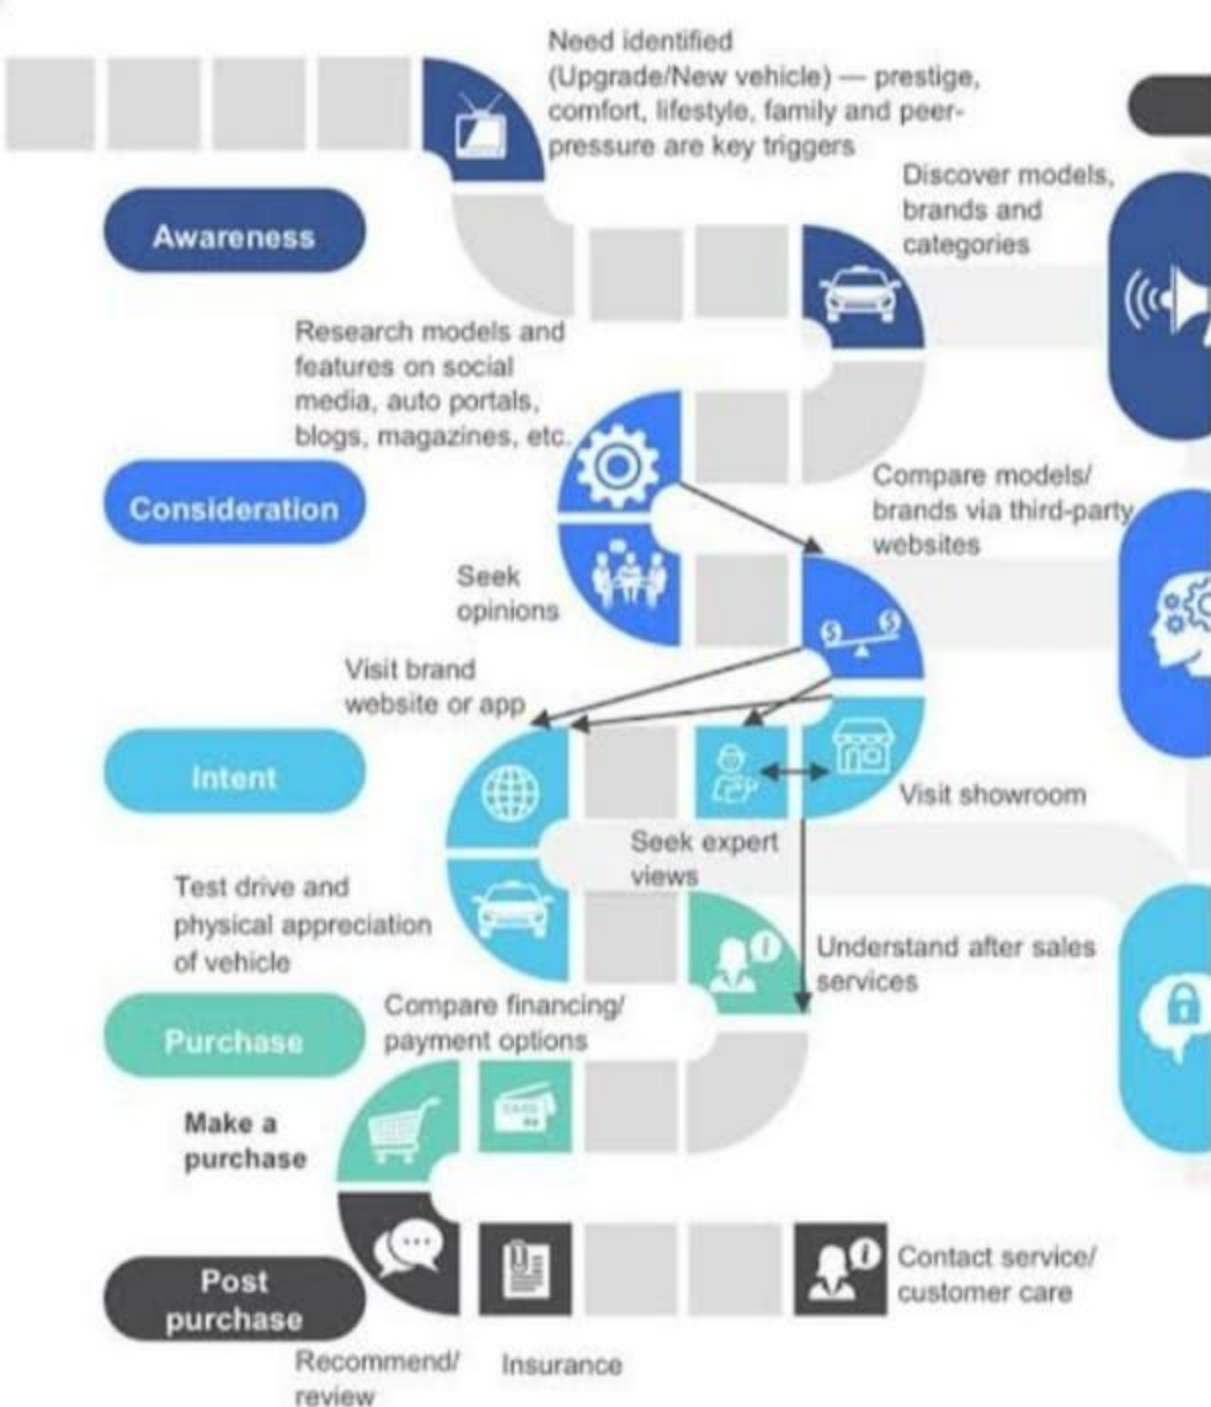 Need identified
(Upgrade/New vehicle) — prestige,
comfort, lifestyle, family and peer-
pressure are key triggers
Discover models,
brands and
categories
Awareness
Research models and
features on social
media, auto portals,
blogs, magazines, etc.
Consideration
Compare models/
brands via third-party
websites
Seek
opinions
Visit brand
website or app
Intent
Visit showroom
Seek expert
views
Test drive and
physical appreciation
of vehicle
Understand after sales
services
Purchase
Compare financing/
payment options
Make a
purchase
Post
purchase
Contact service/
customer care
Recommend/
review
Insurance